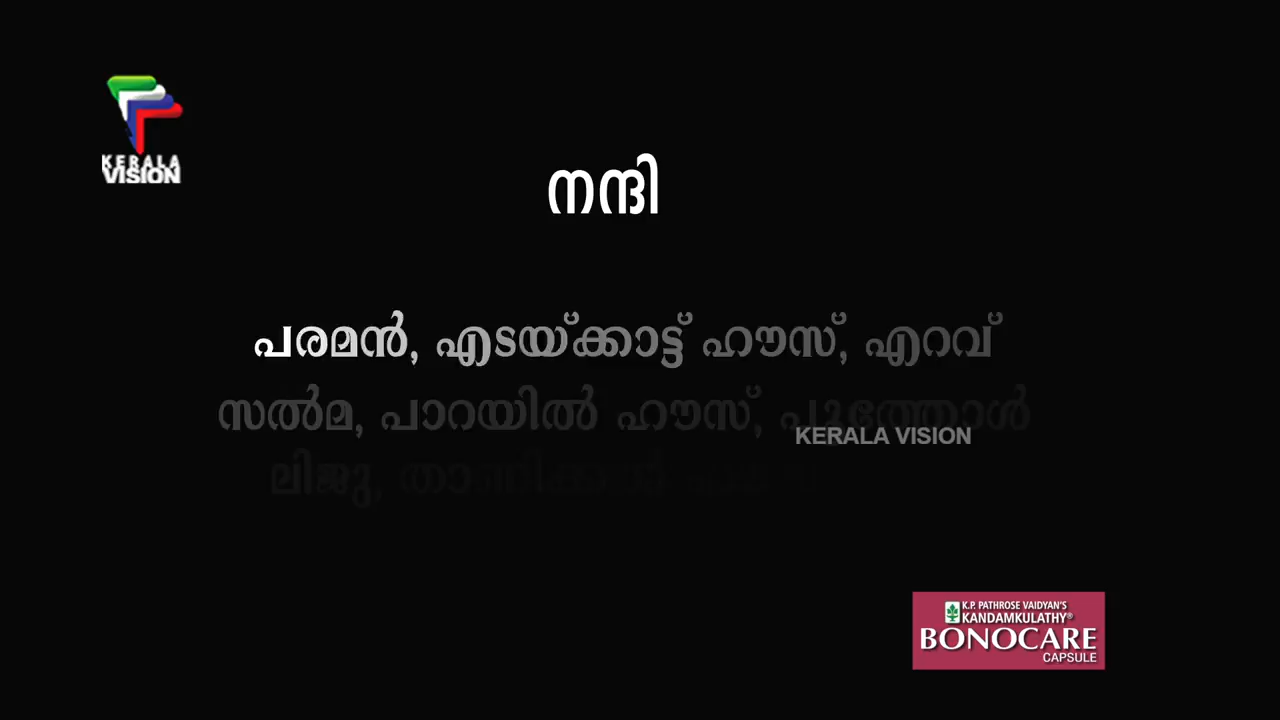 KERALA
VISION
നന്ദി
പരമൻ, എടയ്ക്കാട്ട് ഹൗസ്, എറവ്
സൽമ, പാറയിൽ ഹൗസ്, പൂത്തോൾ
KERALA VISION
ലിജു,
K.P. PATHROSE VAIDYAN'S
KANDAMKULATHY®
BONOCARE
CAPSULE